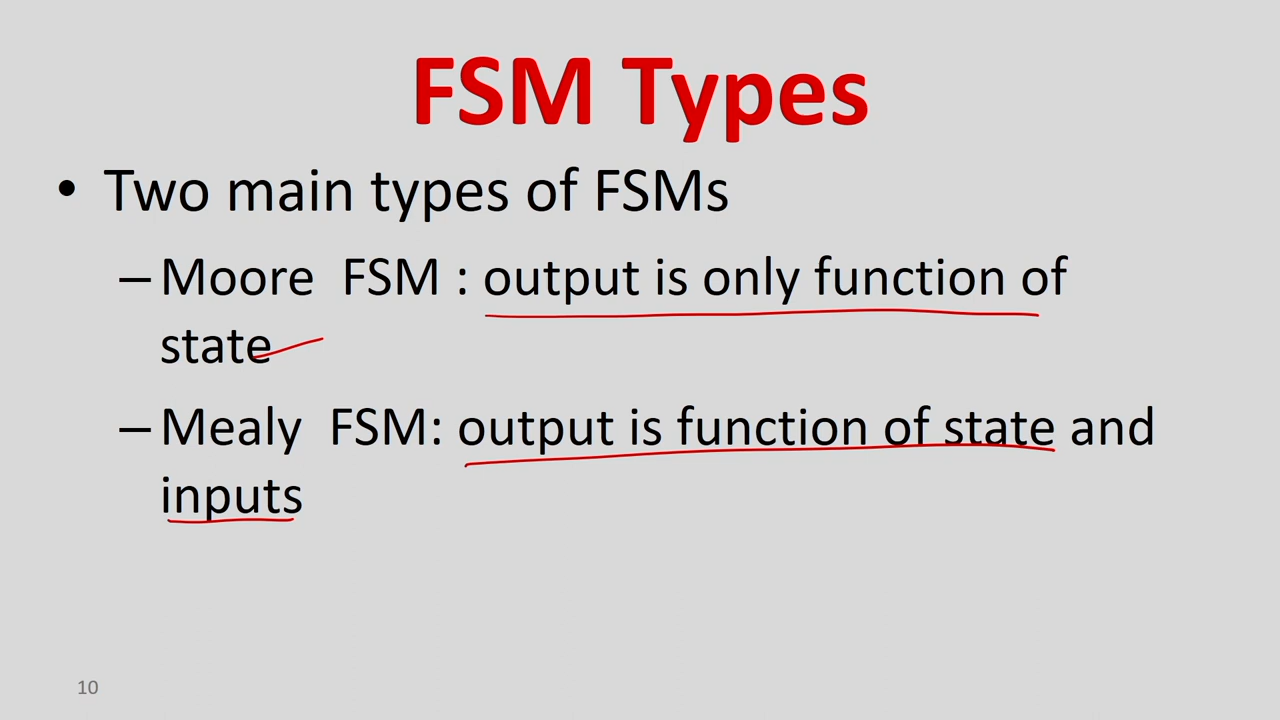 FSM Types
• Two main types of FSMs
– Moore FSM : output is only function of
state
– Mealy FSM: output is function of state and
inputs
10